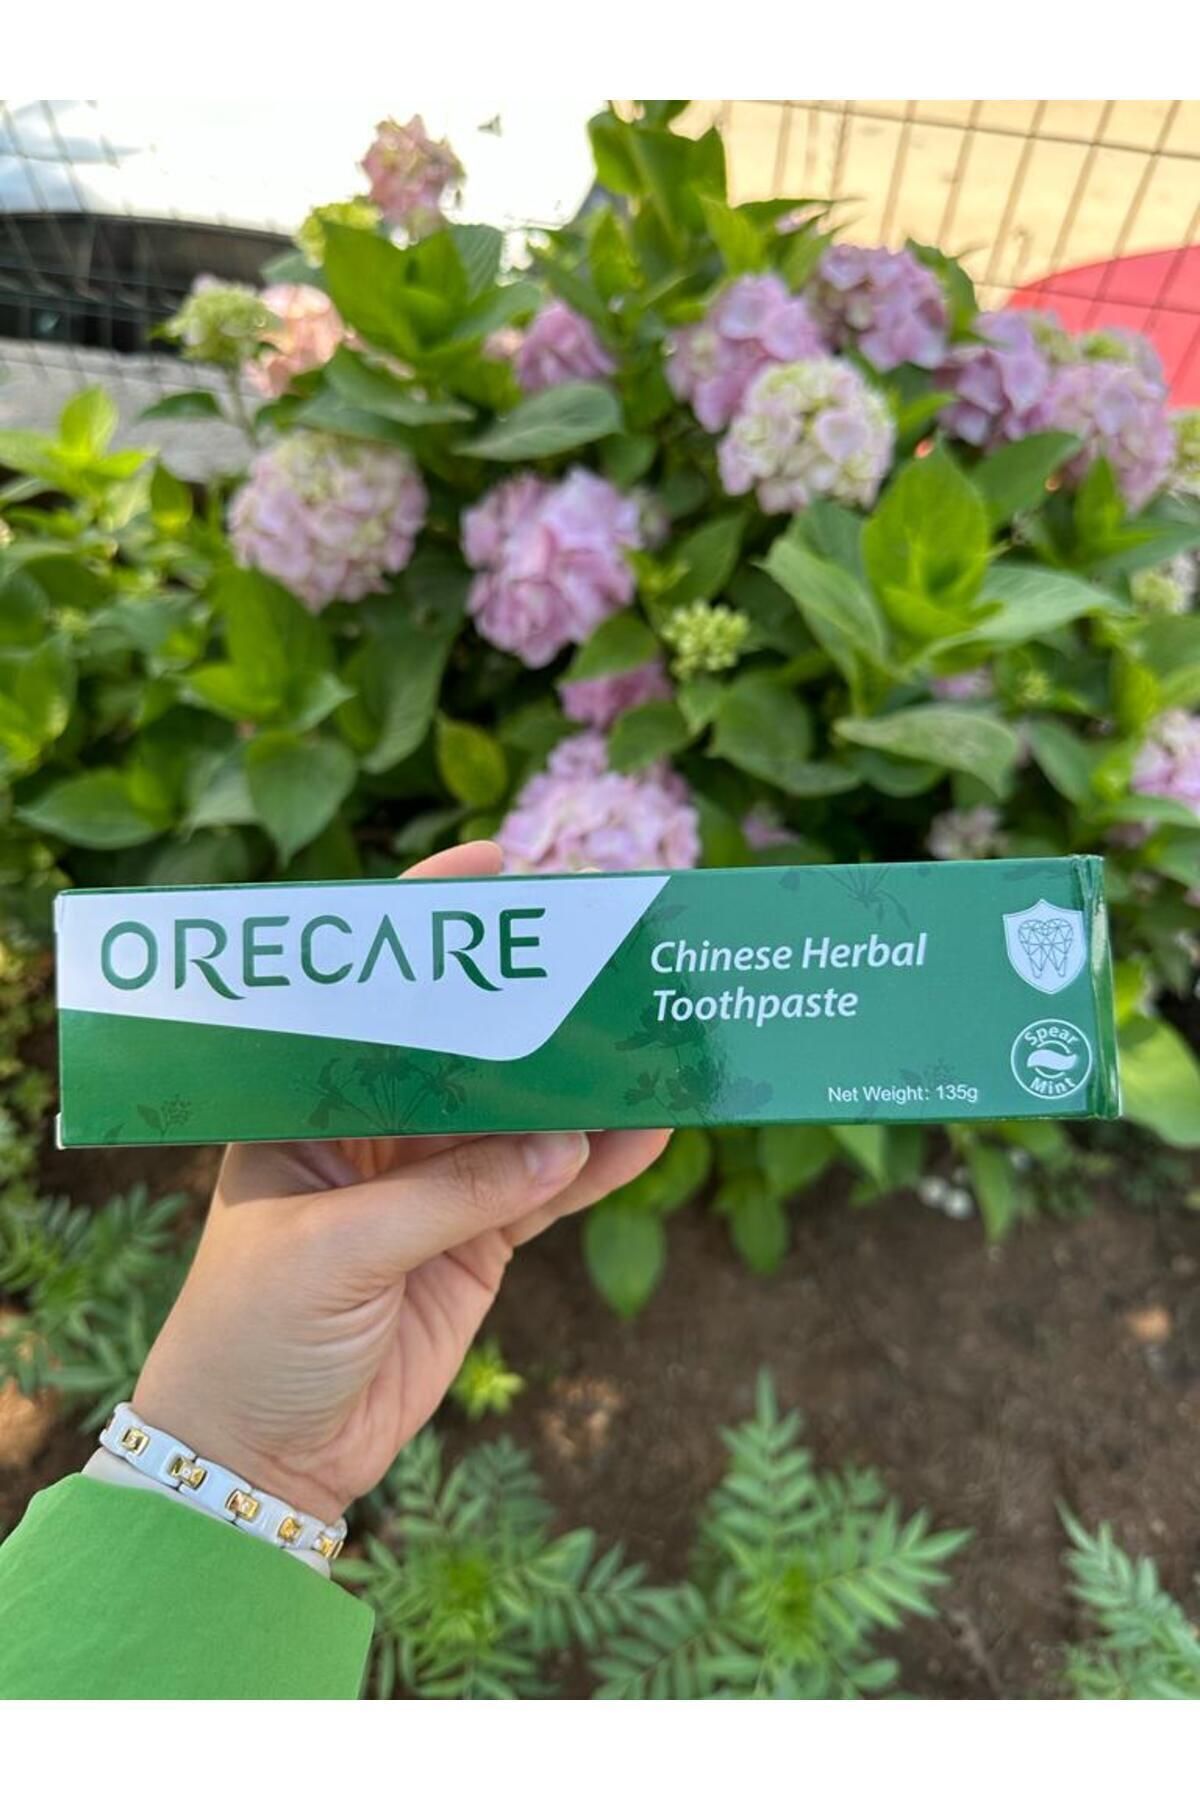 ORECARE
Chinese Herbal
Toothpaste
Net Weight: 135g
Spear
Mint